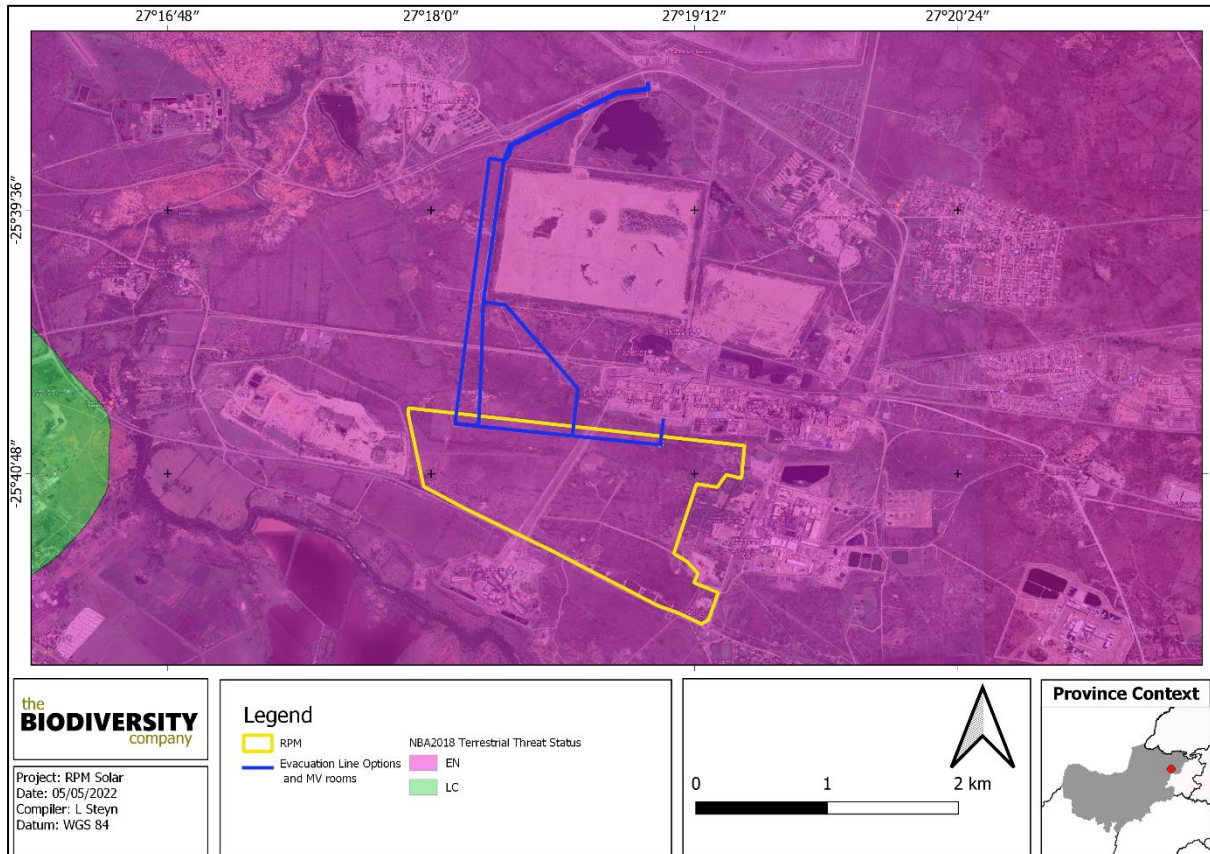 27°16′48″ 27°18′0″ 27°19′12″ 27°20′24″
-25°39′36″
-25°40′48″
the
BIODIVERSITY
company
Project: RPM Solar
Date: 05/05/2022
Compiler: L Steyn
Datum: WGS 84
Legend
RPM
Evacuation Line Options
and MV rooms
NBA2018 Terrestrial Threat Status
EN
LC
0 1 2 km
Province Context